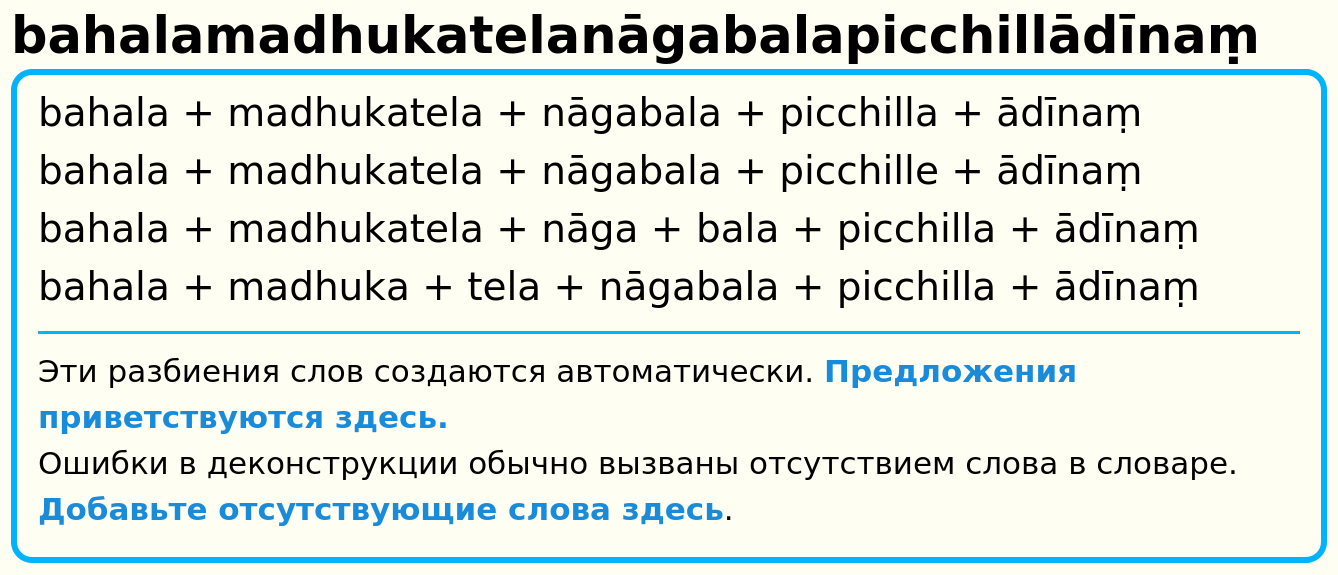 bahalamadhukatelanāgabalapicchillādīnaṃ
bahala + madhukatela + nāgabala + picchilla + ādīnaṃ
bahala + madhukatela + nāgabala + picchille + ādīnaṃ
bahala + madhukatela + nāga + bala + picchilla + ādīnaṃ
bahala + madhuka + tela + nāgabala + picchilla + ādīnaṃ
Эти разбиения слов создаются автоматически. Предложения
приветствуются здесь.
Ошибки в деконструкции обычно вызваны отсутствием слова в словаре.
Добавьте отсутствующие слова здесь.